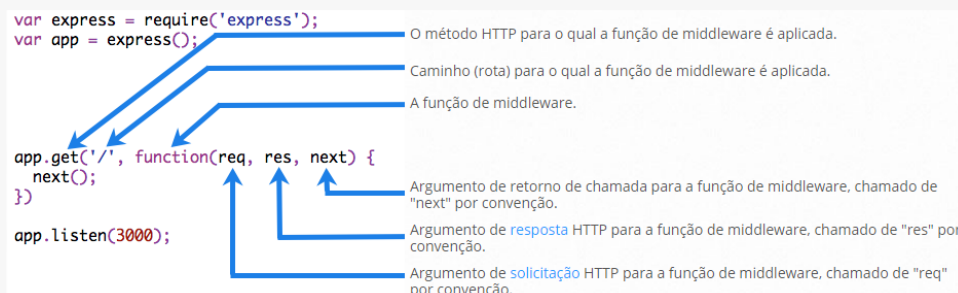 var express = require('express');
var app = express();
O método HTTP para o qual a função de middleware é aplicada.
Caminho (rota) para o qual a função de middleware é aplicada.
A função de middleware.
app.get('/', function(req, res, next) {
  next();
})
app.listen(3000);
Argumento de retorno de chamada para a função de middleware, chamado de
"next" por convenção.
Argumento de resposta HTTP para a função de middleware, chamado de "res" por
convenção.
Argumento de solicitação HTTP para a função de middleware, chamado de "req"
por convenção.